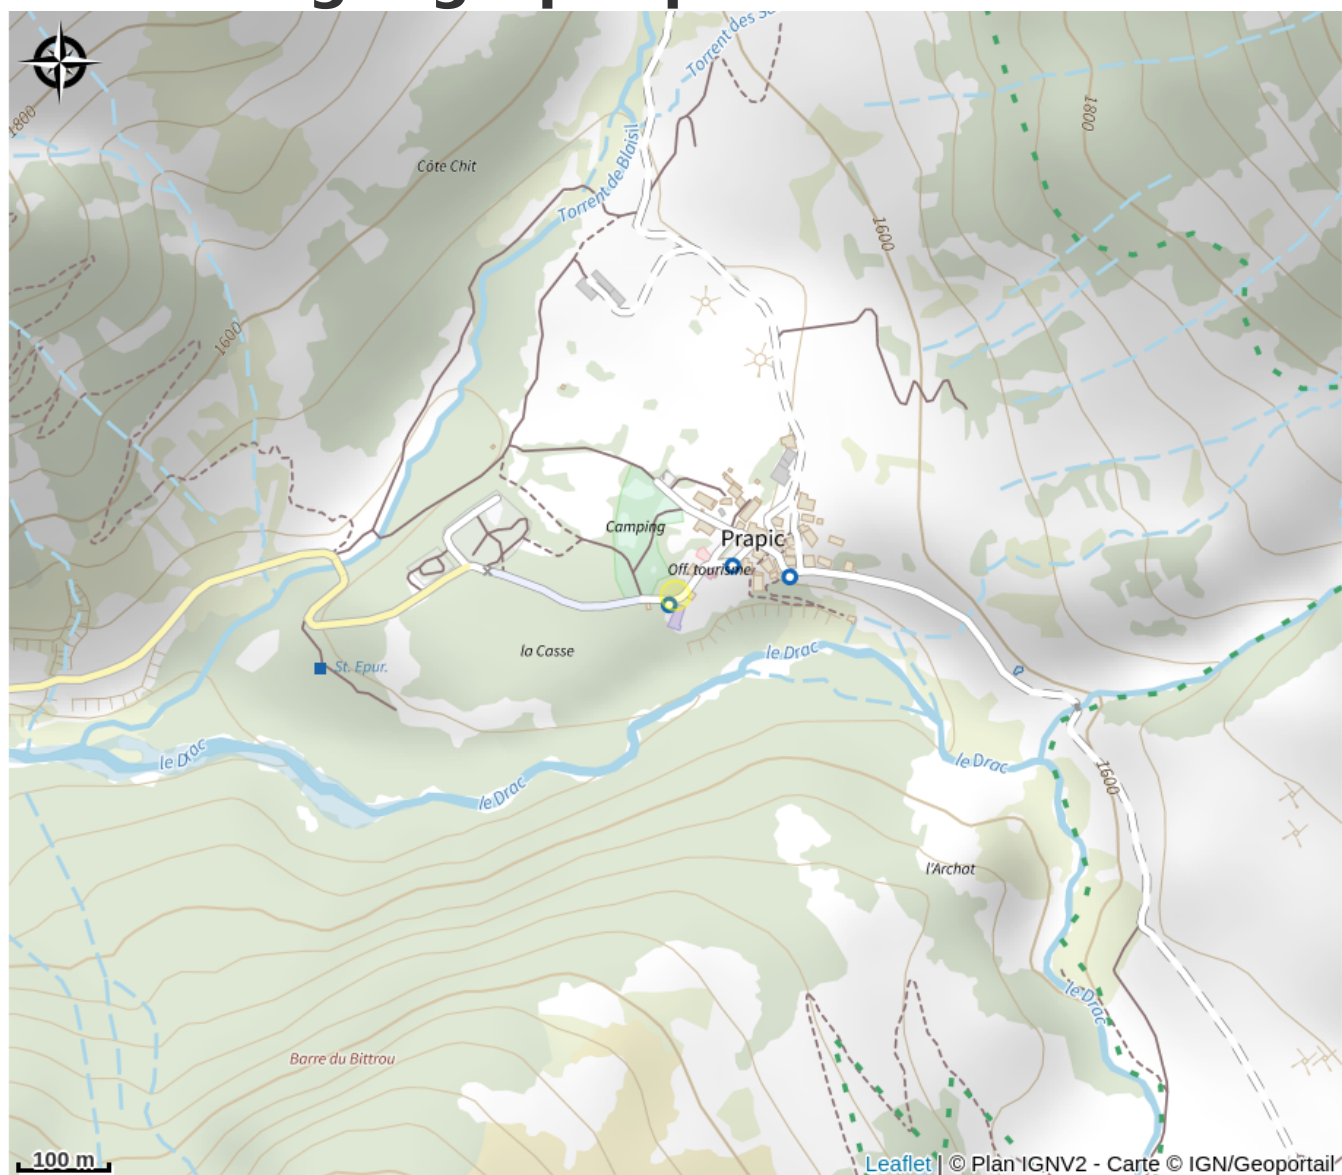 Torrent des
1800
1800
Côte Chit
Torrent de Blaisil
1600
1600
Camping
Prapic
Off. tourisme
la Casse
le Drac
St. Epur.
le Drac
le Drac
1600
le Drac
l'Archat
le Drac
Barre du Bittrou
100 m
Leaflet | © Plan IGNV2 - Carte © IGN/Geoportail